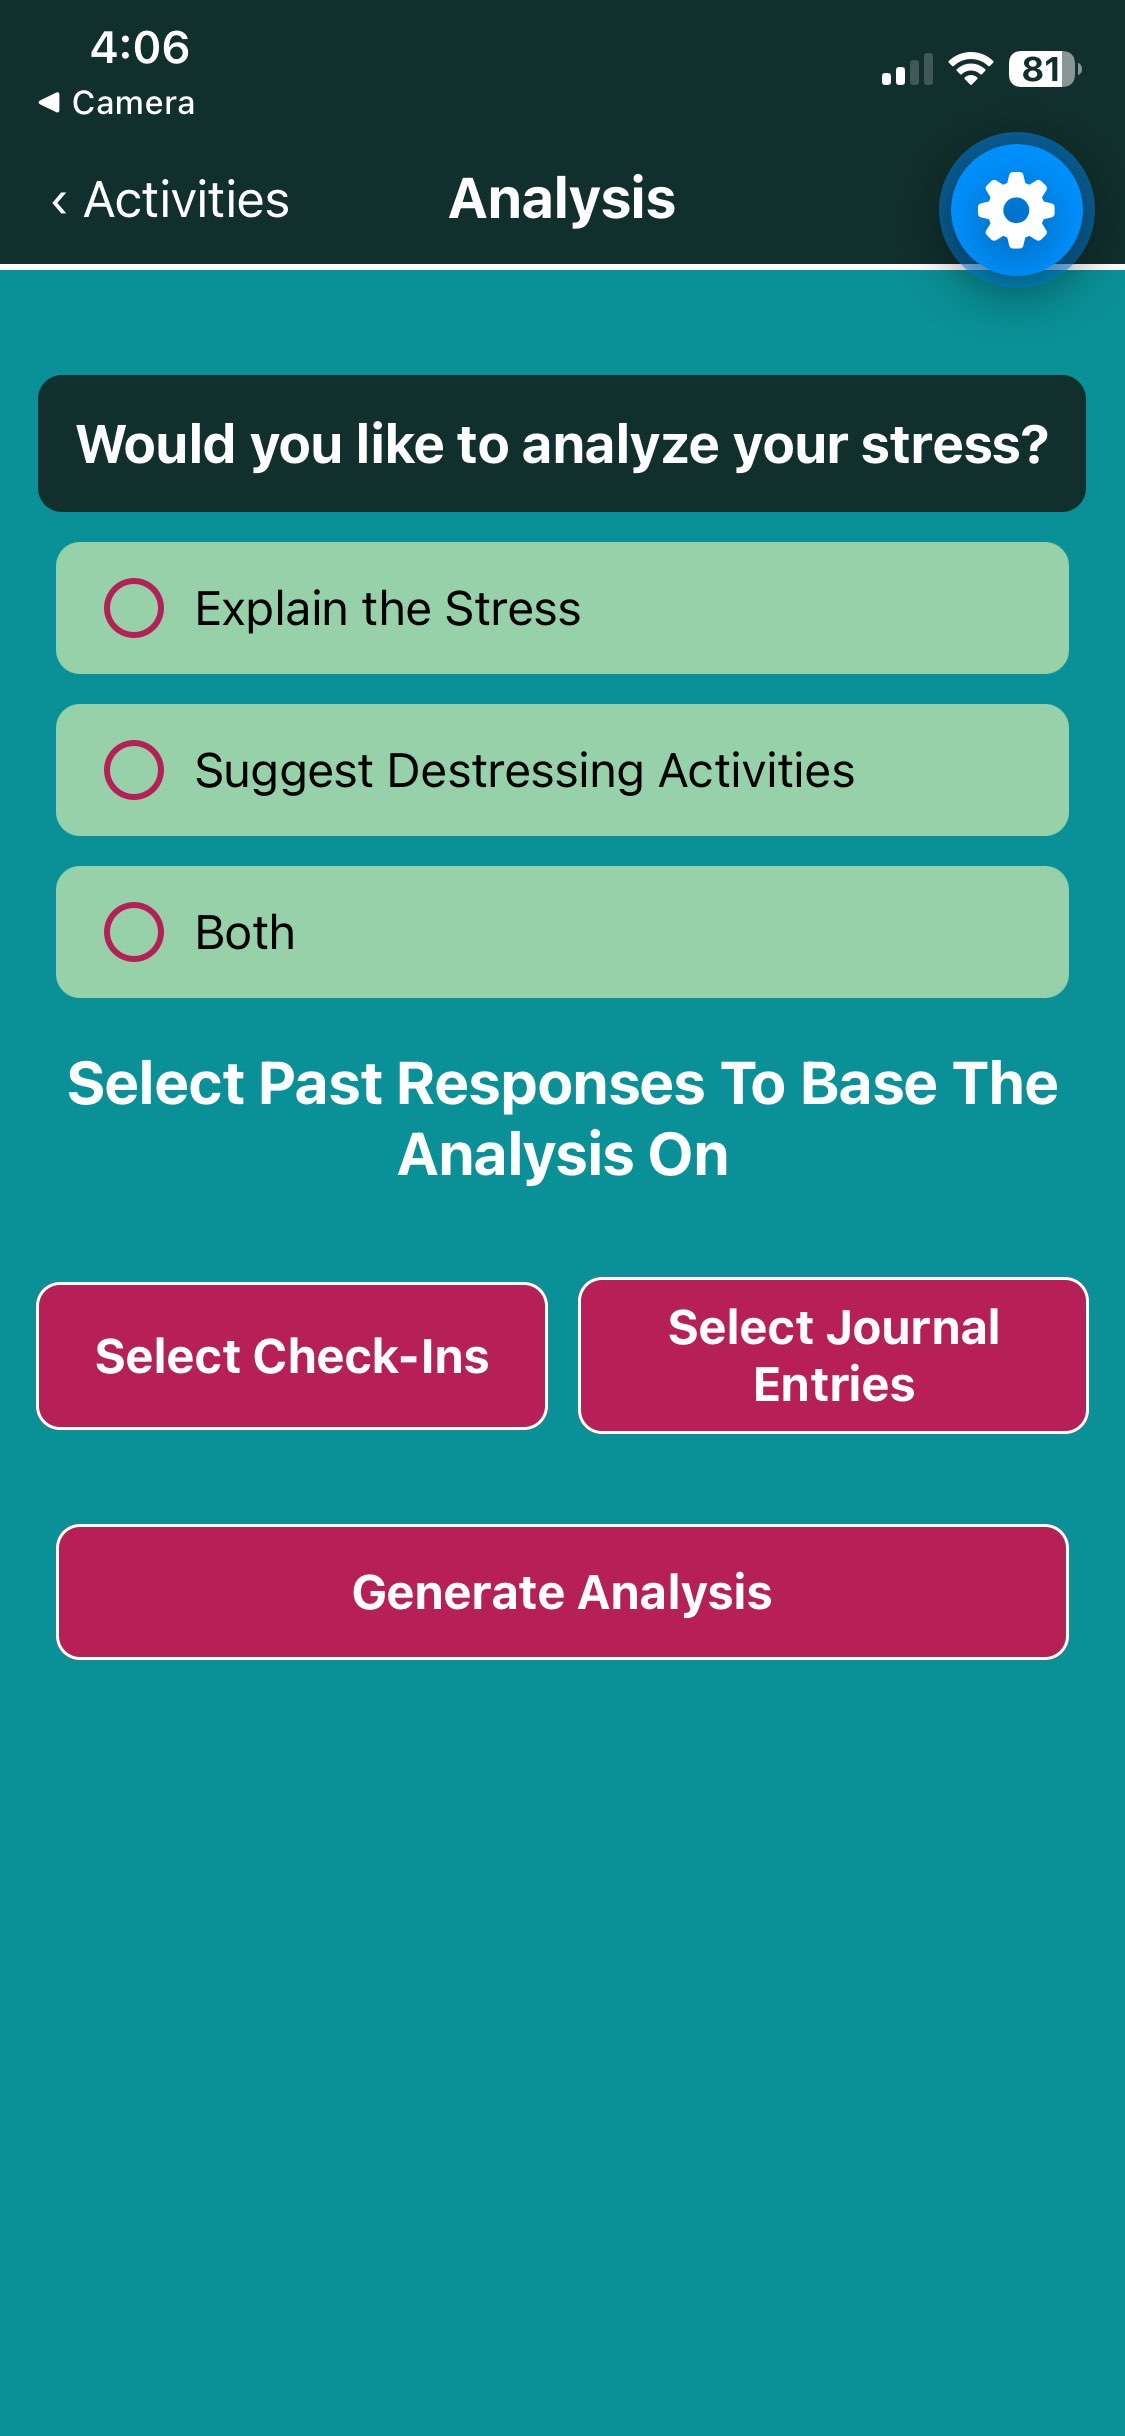 4:06
81
◀ Camera
‹ Activities
Analysis
Would you like to analyze your stress?
Explain the Stress
Suggest Destressing Activities
Both
Select Past Responses To Base The
Analysis On
Select Check-Ins
Select Journal
Entries
Generate Analysis